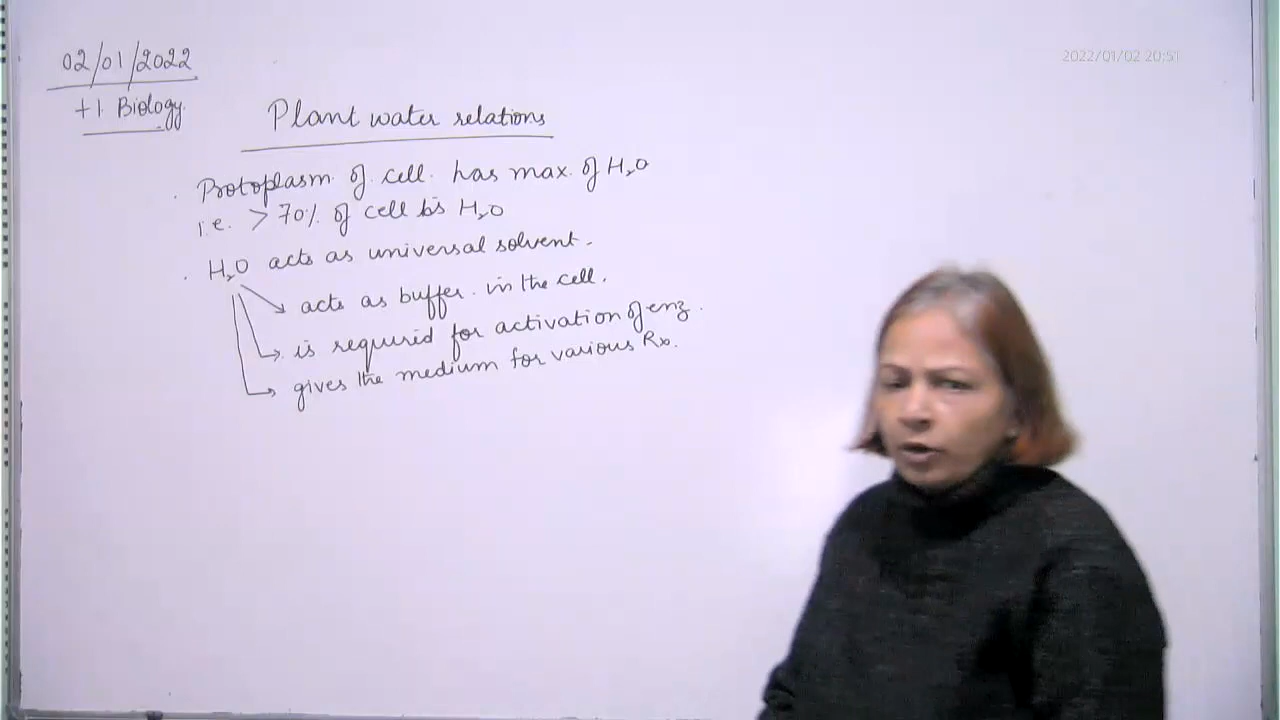 02/01/2022
2022/01/02 20:51
+1 Biology.
Plant water relations
. Protoplasm of cell has max. of H2O
i.e. > 70% of cell is H2O
. H2O acts as universal solvent.
→ acts as buffer in the cell.
→ is required for activation of enz.
→ gives the medium for various Rx.